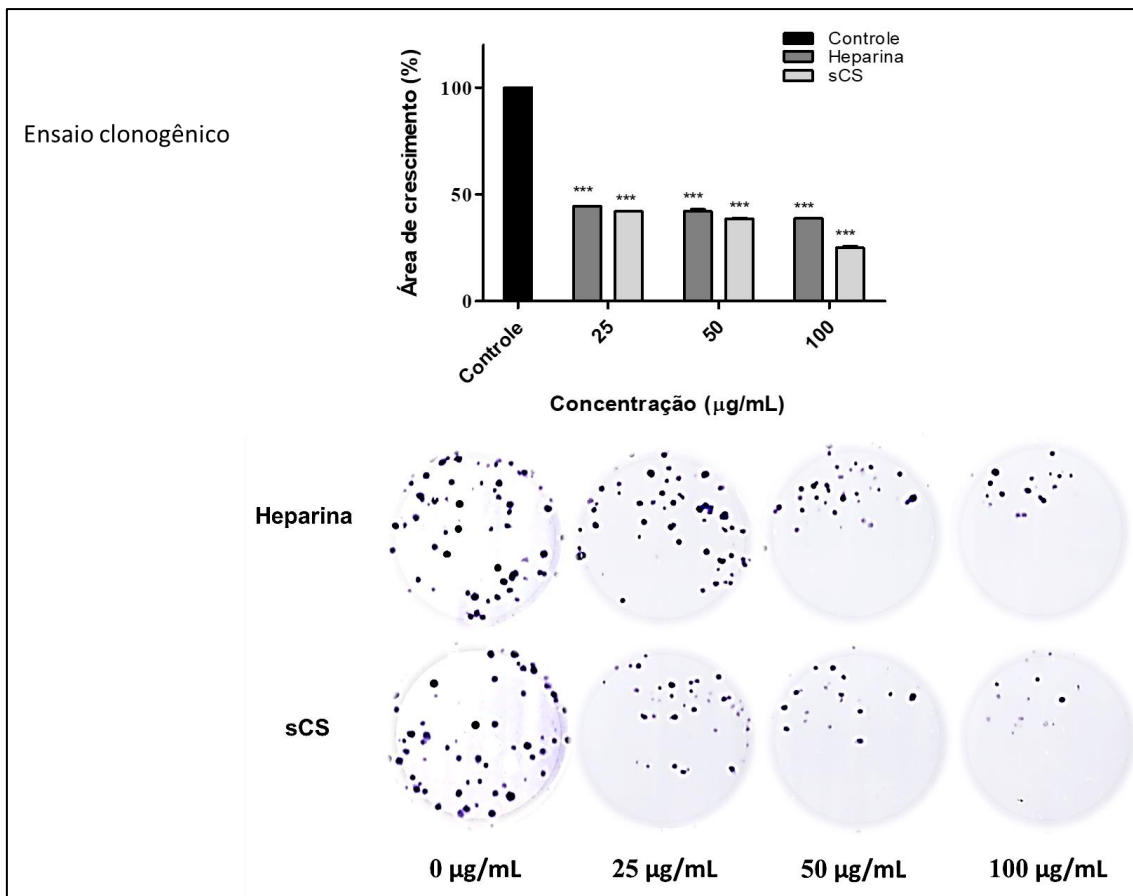 Ensaio clonogênico
Área de crescimento (%)
100
50
0
Controle
Heparina
sCS
***
***
***
***
***
***
Controle
25
50
100
Concentração (µg/mL)
Heparina
sCS
0 µg/mL
25 µg/mL
50 µg/mL
100 µg/mL